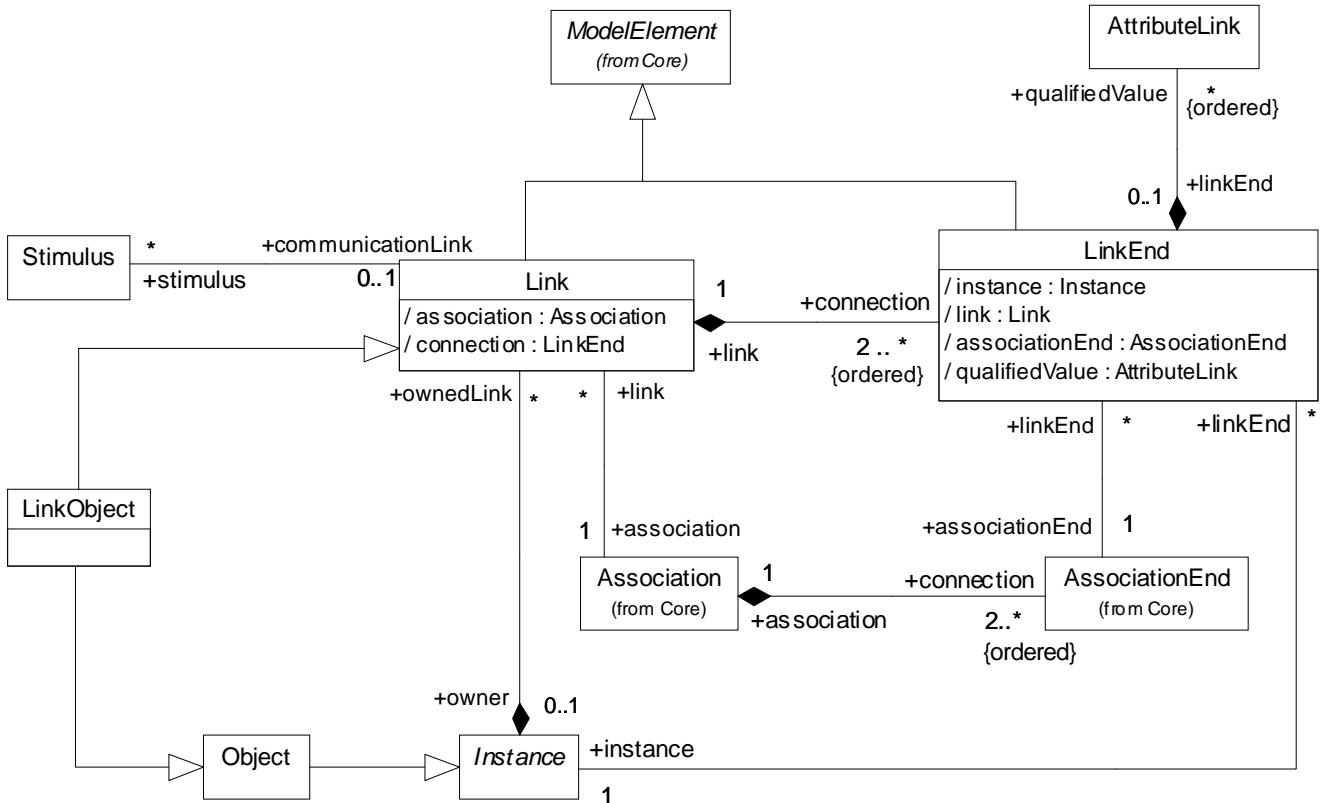 ModelElement
(from Core)
AttributeLink
+qualifiedValue
*
{ordered}
+linkEnd
0..1
Stimulus
*
+stimulus
+communicationLink
0..1
Link
/ association : Association
/ connection : LinkEnd
1
+link
+connection
2 .. *
{ordered}
LinkEnd
/ instance : Instance
/ link : Link
/ associationEnd : AssociationEnd
/ qualifiedValue : AttributeLink
+ownedLink
*
*
+link
+linkEnd
*
+linkEnd
*
LinkObject
1
+association
+associationEnd
1
Association
(from Core)
1
+association
+connection
2..*
{ordered}
AssociationEnd
(from Core)
+owner
0..1
Object
Instance
+instance
1